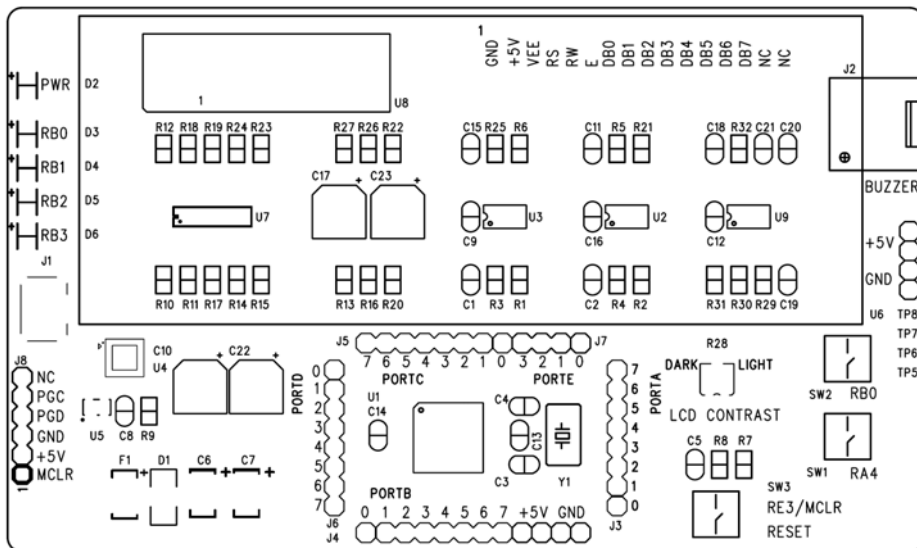 1
GND +5V VEE RS RW E DB0 DB1 DB2 DB3 DB4 DB5 DB6 DB7 NC NC
J2
PWR D2
1
U8
RB0 D3
R12 R18 R19 R24 R23 R27 R26 R22 C15 R25 R6 C11 R5 R21 C18 R32 C21 C20
RB1 D4
C17 + C23 +
BUZZER
RB2 D5
U7 U3 U2 U9
RB3 D6
C9 C16 C12
+5V
J1
GND
R10 R11 R17 R14 R15 R13 R16 R20 C1 R3 R1 C2 R4 R2 R31 R30 R29 C19
U6 TP8
TP7
TP6
TP5
J5 J7
R28
J8
C10 C22
U4
7 6 5 4 3 2 1 0 3 2 1 0
PORTC PORTE
DARK LIGHT
NC
PGC
PGD
GND
+5V
MCLR
1
U5 C8 R9
PORTD
0
1
2
3
4
5
6
7
U1
C14
C4
C13
C3
Y1
PORTA
7
6
5
4
3
2
1
0
SW2 RB0
LCD CONTRAST
C5 R8 R7
SW1 RA4
F1 + D1 C6 + C7 +
SW3
RE3/MCLR
RESET
PORTB
0 1 2 3 4 5 6 7 +5V GND
J6
J4
J3